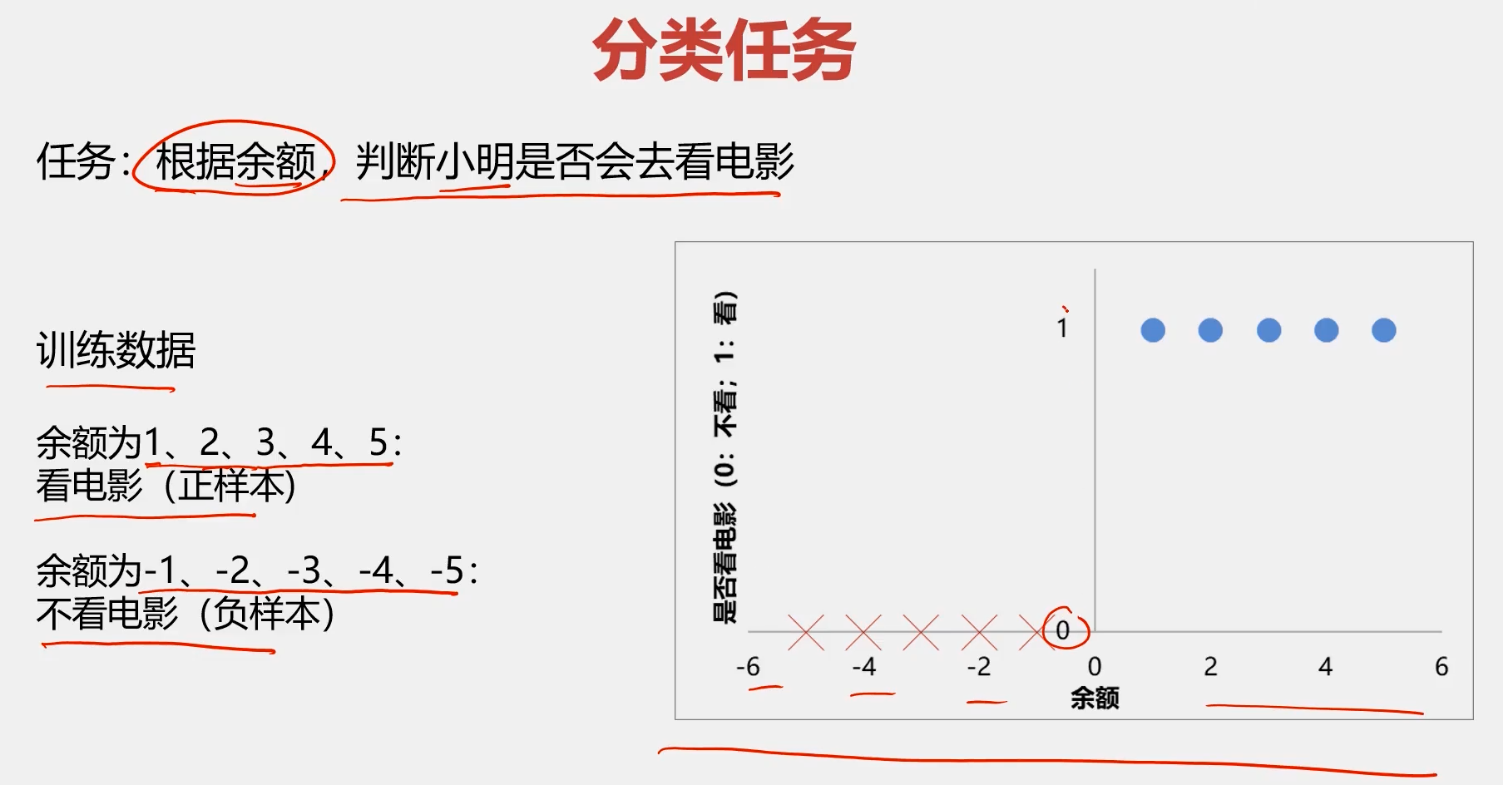 分类任务
任务：根据余额，判断小明是否会去看电影
训练数据
余额为1、2、3、4、5：
看电影（正样本)
余额为-1、-2、-3、-4、-5：
不看电影（负样本）
是否看电影（0：不看；1：看）
1
0
-6 -4 -2 0 2 4 6
余额